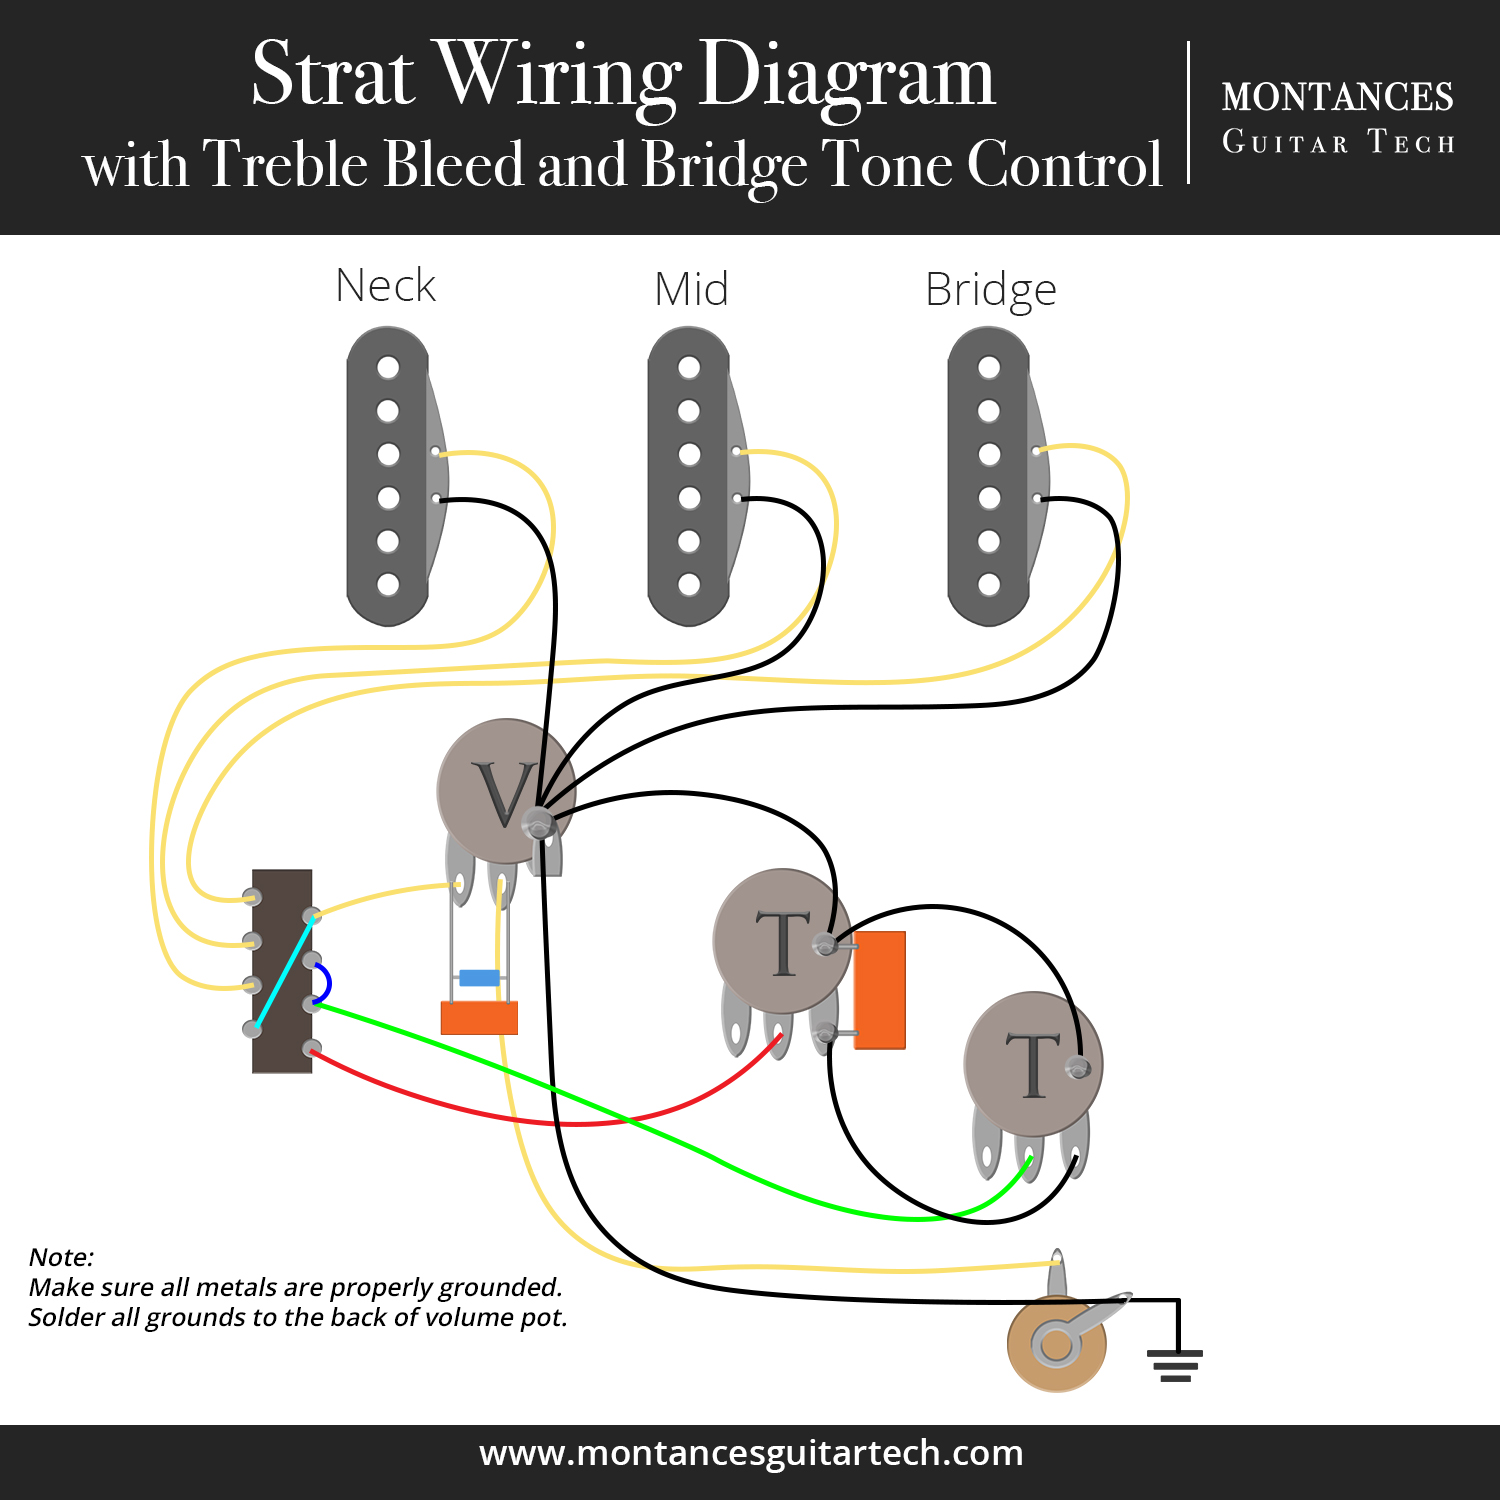 Strat Wiring Diagram
with Treble Bleed and Bridge Tone Control
MONTANCES
GUITAR TECH
Neck
Mid
Bridge
V
T
T
Note:
Make sure all metals are properly grounded.
Solder all grounds to the back of volume pot.
www.montancesguitartech.com